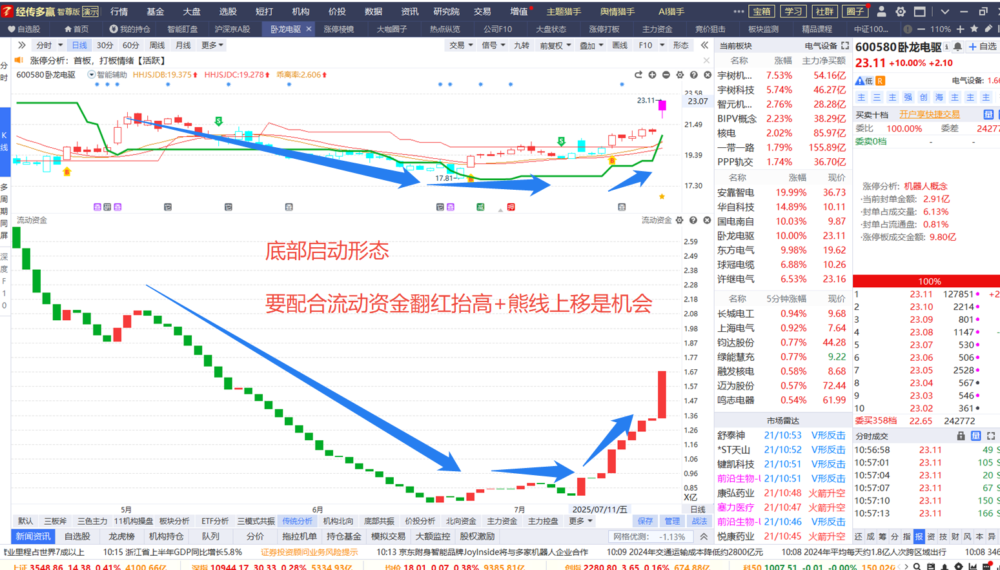 经传多赢 智尊版 演示 行情 基金 大盘 选股 短打 机构 价投 数据 资讯 研究院 交易 增值 主题猎手 舆情猎手 AI猎手 宝箱 学习 社群 圈子
自选股 首页 我的持仓 智能盯盘 沪深京A股 卧龙电驱 涨停棱镜 大咖圈子 热点纵览 公司F10 大盘状态 涨停打板 主力资金 竞价狙击 板块监测 精品课程 中证100... 110%
分时 日线 30分 60分 周线 月线 更多 交易 信号 九转 前复权 叠加 画线 F10 形态
涨停分析：首板，打板情绪【活跃】
600580卧龙电驱 智能辅助 HHJSJDB:19.375 HHJSJDC:19.278 乖离率:2.606
分时
K线
多周期同屏
深度F10
23.58
23.11
23.07
21.49
19.39
17.81
17.30
S
S
B
B
B
流动资金
流动资金
底部启动形态
要配合流动资金翻红抬高+熊线上移是机会
2.59
2.49
2.38
2.28
2.18
2.08
1.98
1.87
1.77
1.67
1.57
1.47
1.36
1.26
1.16
1.06
0.96
0.85
X亿
5月 6月 7月 2025/07/11/五 日线
默认 三板斧 三色主力 11机构操盘 板块分析 ETF分析 三模式共振 传统分析 机构北向 底部共振 价投分析 北向资金 主力资金 主力控盘 更多 保存 管理 战法
新闻资讯 自选股 龙虎榜 机构持仓 队列 分价 拖拉机单 持仓基金 模拟交易 大额监控 股权激励 网格优测： -1.13%
当前板块 电气设备
名称 涨幅 主力净买额
宇树机... 7.53% 54.16亿
宇树科技 5.74% 46.27亿
智元机... 2.76% 28.28亿
BIPV概念 2.23% 38.29亿
核电 2.02% 85.97亿
一带一路 1.79% 155.89亿
PPP轨交 1.74% 36.70亿
名称 涨幅 现价
安靠智电 19.99% 36.73
华自科技 14.89% 10.11
国电南自 10.03% 9.87
卧龙电驱 10.00% 23.11
东方电气 9.98% 19.62
球冠电缆 6.88% 10.26
许继电气 6.53% 23.16
名称 5分钟涨幅 现价
长城电工 0.94% 9.68
上海电气 0.92% 7.64
钧达股份 0.77% 44.28
绿能慧充 0.77% 9.22
融发核电 0.58% 8.68
迈为股份 0.57% 72.44
鸣志电器 0.54% 61.99
市场雷达
舒泰神 21/10:53 V形反击
*ST天山 21/10:52 V形反击
键凯科技 21/10:51 V形反击
前沿生物-U 21/10:51 V形反击
康弘药业 21/10:48 火箭升空
塞力医疗 21/10:47 火箭升空
前沿生物-U 21/10:46 V形反击
悦康药业 21/10:45 火箭升空
600580卧龙电驱 自选
23.11 +10.00% +2.10
低 R 电气设备: 1.6
主 三 主 强 创 海 主 主 主
买卖十档 开户享快捷交易
委比 100.00% 委差 24277
委卖0档 - -
涨停分析: 机器人概念
·当前封单金额: 2.91亿
·封单占成交量: 6.13%
·封单占流通盘: 0.81%
·涨停板成交金额: 9.80亿
100%
1 23.11 127851 +2
2 23.10 2214
3 23.09 801
4 23.08 1147
5 23.07 530
6 23.06 506
7 23.05 2528
8 23.04 567
9 23.03 546
10 23.02 361
委买358档 22.65 242772
分时成交
10:56:58 23.11 49 S
10:57:01 23.11 105 S
10:57:04 23.11 20 S
10:57:07 23.11 67 S
10:57:10 23.11 150 S
10:57:13 23.11 166 S
还 成 筹 分 指 报 资 技 财 风 本 异
业里程占世界7成以上 10:15 浙江省上半年GDP同比增长5.8% 证券投资顾问业务风险提示 10:13 京东附身智能品牌JoyInside将与多家机器人企业合作 10:09 2024年交通运输成本降低约2800亿元 10:08 2024年平均每天约1.8亿人次跨区域出行 10:08 346
上证 3548.86 14.38 0.41% 4100.66亿 深指 10944.17 30.33 0.28% 5334.93亿 均价 18.01 0.07 0.38% 9385.81亿 创指 2280.80 3.65 0.16% 674.88亿 科50 1007.51 -0.01 -0.00% 150.02亿